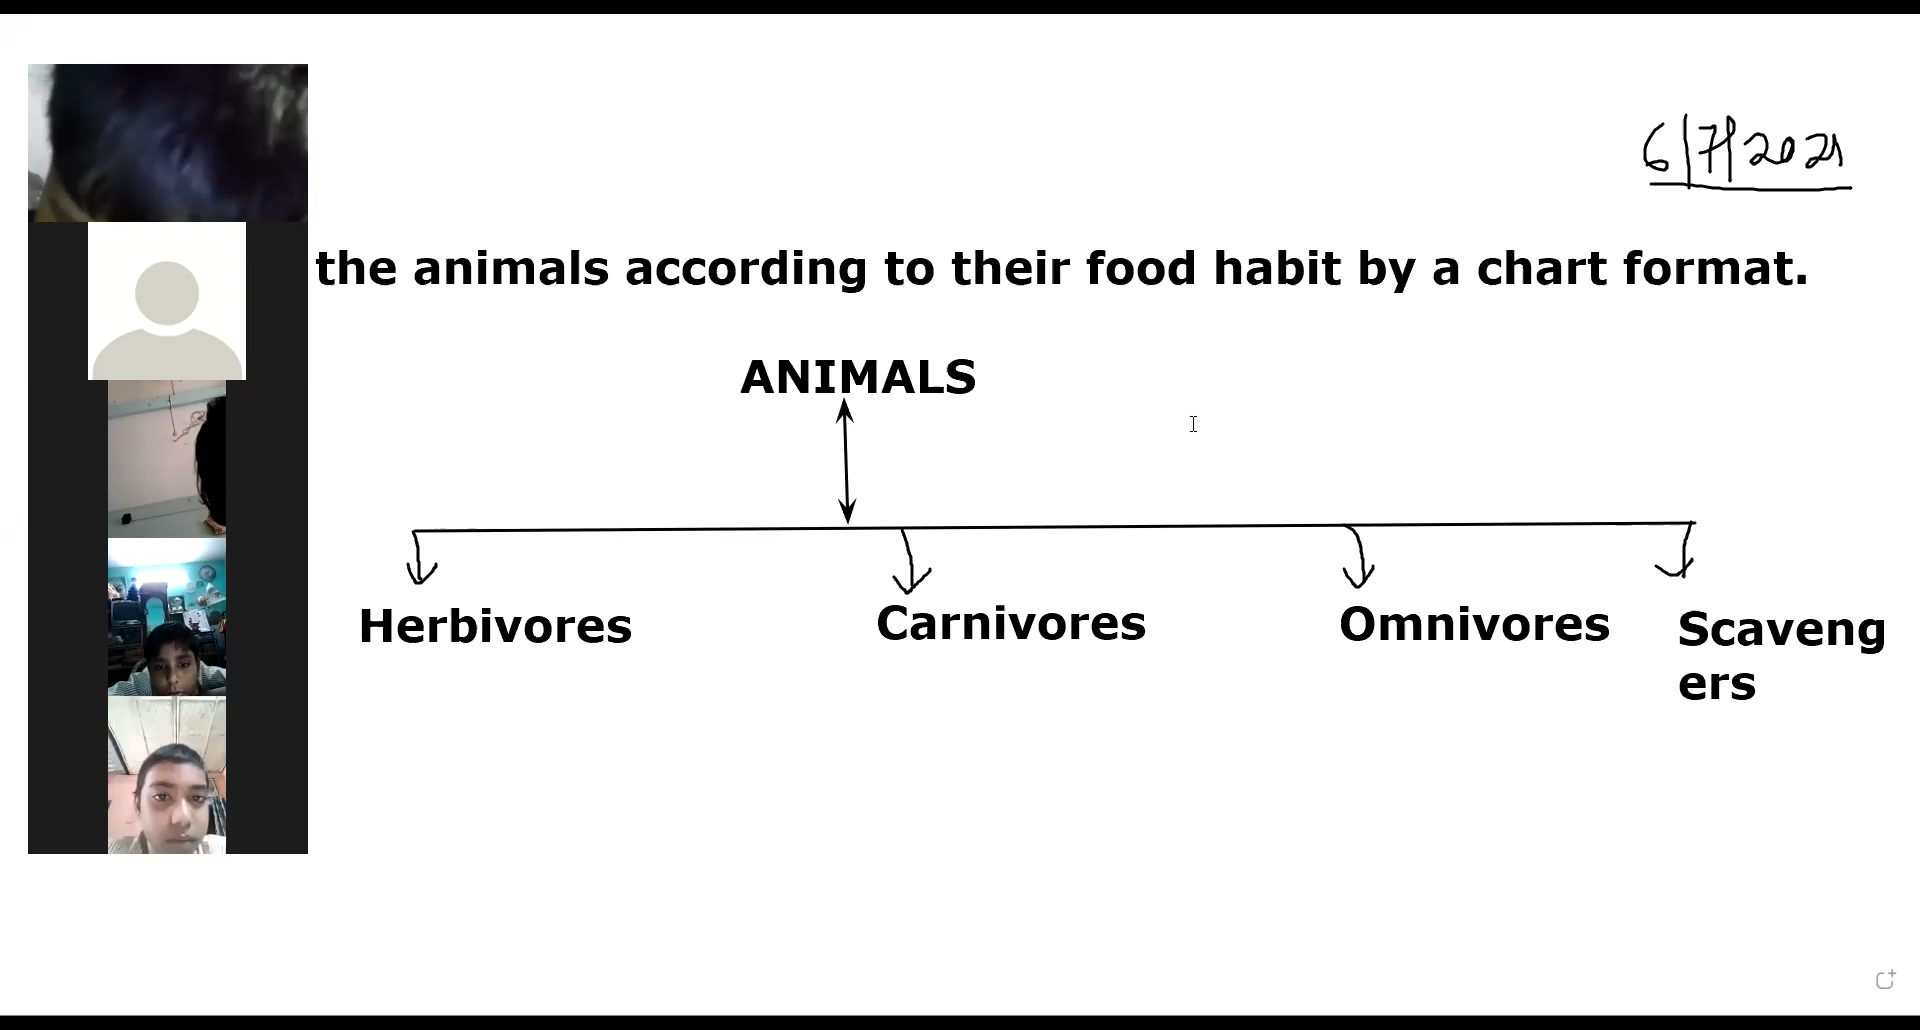 6/7/2021
the animals according to their food habit by a chart format.
ANIMALS
Herbivores
Carnivores
Omnivores
Scaveng
ers